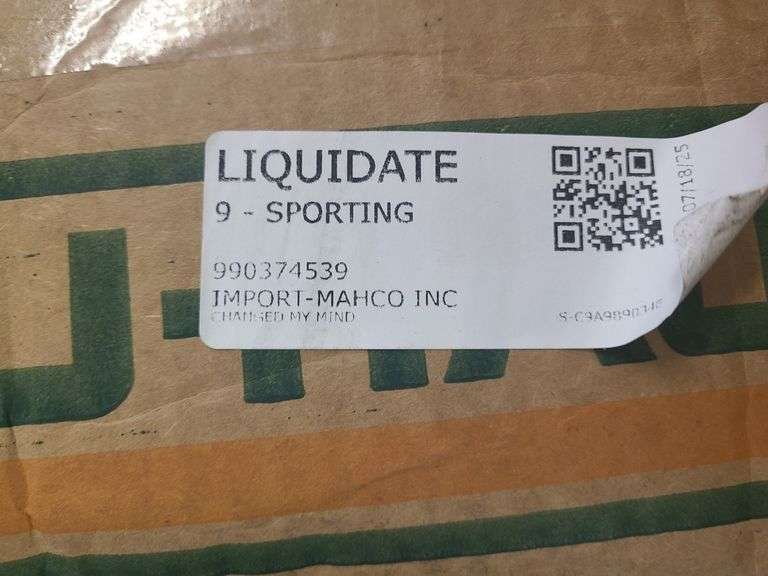 LIQUIDATE
9 - SPORTING
990374539
IMPORT-MAHCO INC
CHANGED MY MIND
07/18/25